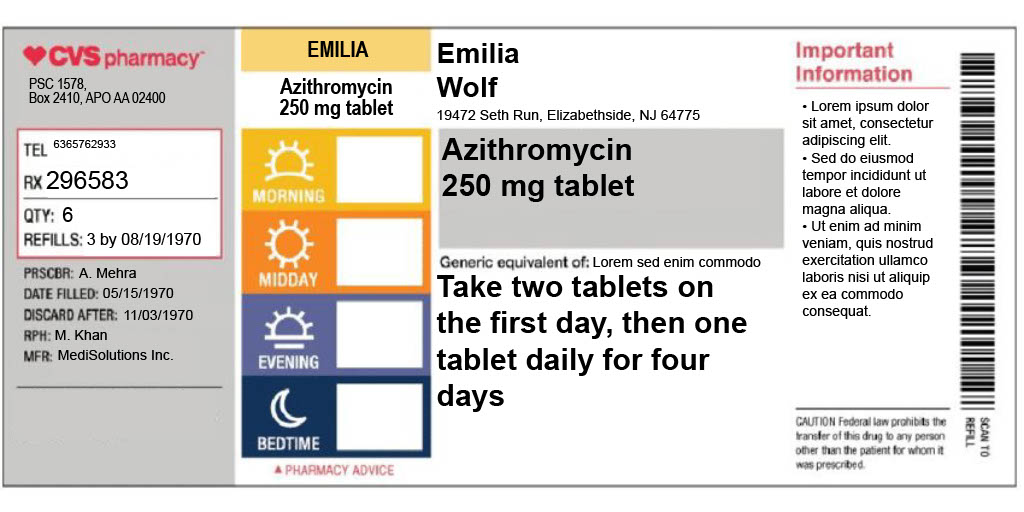 CVS pharmacy
PSC 1578,
Box 2410, APO AA 02400
TEL 6365762933
RX 296583
QTY: 6
REFILLS: 3 by 08/19/1970
PRSCBR: A. Mehra
DATE FILLED: 05/15/1970
DISCARD AFTER: 11/03/1970
RPH: M. Khan
MFR: MediSolutions Inc.
EMILIA
Azithromycin
250 mg tablet
MORNING
MIDDAY
EVENING
BEDTIME
▲ PHARMACY ADVICE
Emilia
Wolf
19472 Seth Run, Elizabethside, NJ 64775
Azithromycin
250 mg tablet
Generic equivalent of: Lorem sed enim commodo
Take two tablets on
the first day, then one
tablet daily for four
days
Important
Information
• Lorem ipsum dolor
sit amet, consectetur
adipiscing elit.
• Sed do eiusmod
tempor incididunt ut
labore et dolore
magna aliqua.
• Ut enim ad minim
veniam, quis nostrud
exercitation ullamco
laboris nisi ut aliquip
ex ea commodo
consequat.
CAUTION Federal law prohibits the
transfer of this drug to any person
other than the patient for whom it
was prescribed.
SCAN TO
REFILL